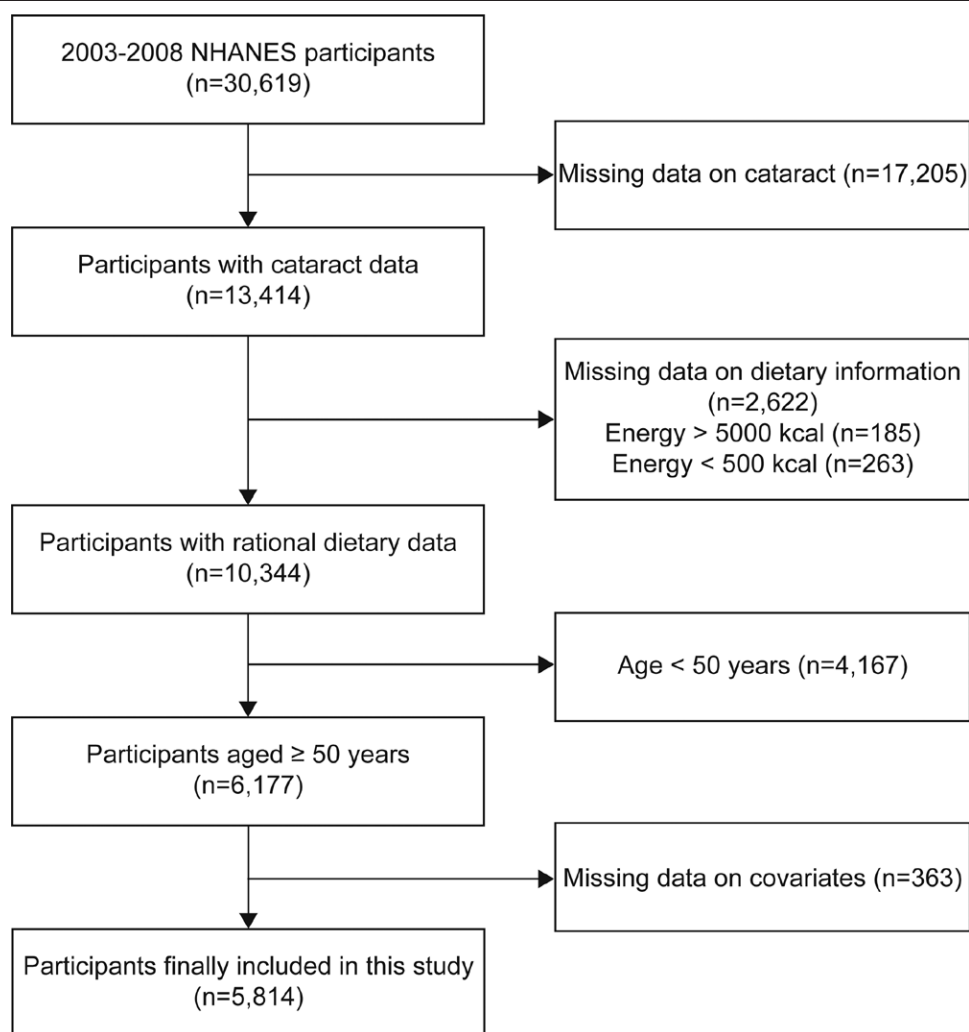 2003-2008 NHANES participants
(n=30,619)
Missing data on cataract (n=17,205)
Participants with cataract data
(n=13,414)
Missing data on dietary information
(n=2,622)
Energy > 5000 kcal (n=185)
Energy < 500 kcal (n=263)
Participants with rational dietary data
(n=10,344)
Age < 50 years (n=4,167)
Participants aged ≥ 50 years
(n=6,177)
Missing data on covariates (n=363)
Participants finally included in this study
(n=5,814)